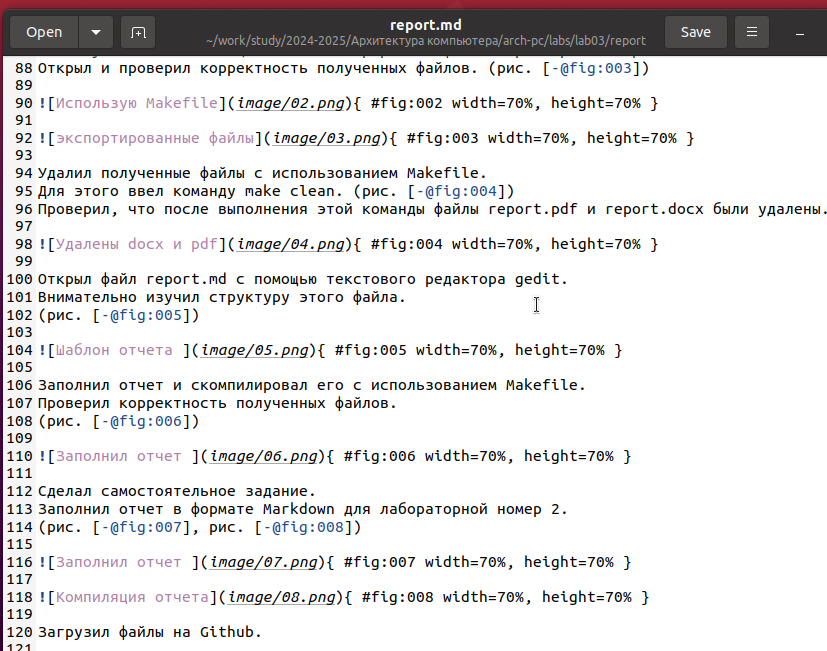 Open
report.md
~/work/study/2024-2025/Архитектура компьютера/arch-pc/labs/lab03/report
Save
88 Открыл и проверил корректность полученных файлов. (рис. [-@fig:003])
89
90 ![Использую Makefile](image/02.png){ #fig:002 width=70%, height=70% }
91
92 ![экспортированные файлы](image/03.png){ #fig:003 width=70%, height=70% }
93
94 Удалил полученные файлы с использованием Makefile.
95 Для этого ввел команду make clean. (рис. [-@fig:004])
96 Проверил, что после выполнения этой команды файлы report.pdf и report.docx были удалены.
97
98 ![Удалены docx и pdf](image/04.png){ #fig:004 width=70%, height=70% }
99
100 Открыл файл report.md с помощью текстового редактора gedit.
101 Внимательно изучил структуру этого файла.
102 (рис. [-@fig:005])
103
104 ![Шаблон отчета ](image/05.png){ #fig:005 width=70%, height=70% }
105
106 Заполнил отчет и скомпилировал его с использованием Makefile.
107 Проверил корректность полученных файлов.
108 (рис. [-@fig:006])
109
110 ![Заполнил отчет ](image/06.png){ #fig:006 width=70%, height=70% }
111
112 Сделал самостоятельное задание.
113 Заполнил отчет в формате Markdown для лабораторной номер 2.
114 (рис. [-@fig:007], рис. [-@fig:008])
115
116 ![Заполнил отчет ](image/07.png){ #fig:007 width=70%, height=70% }
117
118 ![Компиляция отчета](image/08.png){ #fig:008 width=70%, height=70% }
119
120 Загрузил файлы на Github.
121